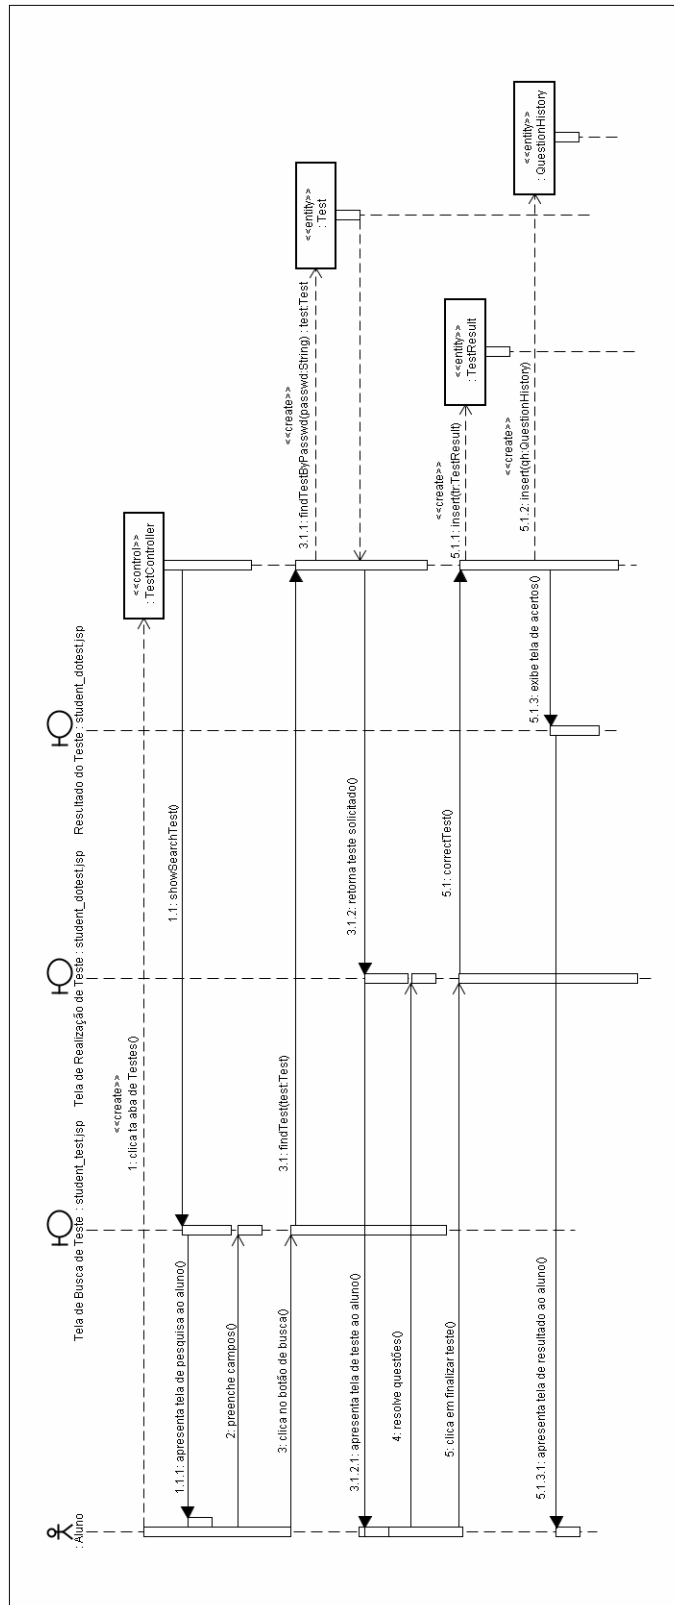 : Aluno
Tela de Busca de Teste : student_test.jsp
Tela de Realização de Teste : student_dotest.jsp
Resultado do Teste : student_dotest.jsp
<<create>>
1: clica ta aba de Testes()
<<control>>
: TestController
1.1: showSearchTest()
1.1.1: apresenta tela de pesquisa ao aluno()
2: preenche campos()
3: clica no botão de busca()
3.1: findTest(test:Test)
<<create>>
3.1.1: findTestByPasswd(passwd:String) : test:Test
<<entity>>
: Test
3.1.2: retorna teste solicitado()
3.1.2.1: apresenta tela de teste ao aluno()
4: resolve questões()
5: clica em finalizar teste()
5.1: correctTest()
<<create>>
5.1.1: insert(tr:TestResult)
<<entity>>
: TestResult
<<create>>
5.1.2: insert(qh:QuestionHistory)
<<entity>>
: QuestionHistory
5.1.3: exibe tela de acertos()
5.1.3.1: apresenta tela de resultado ao aluno()